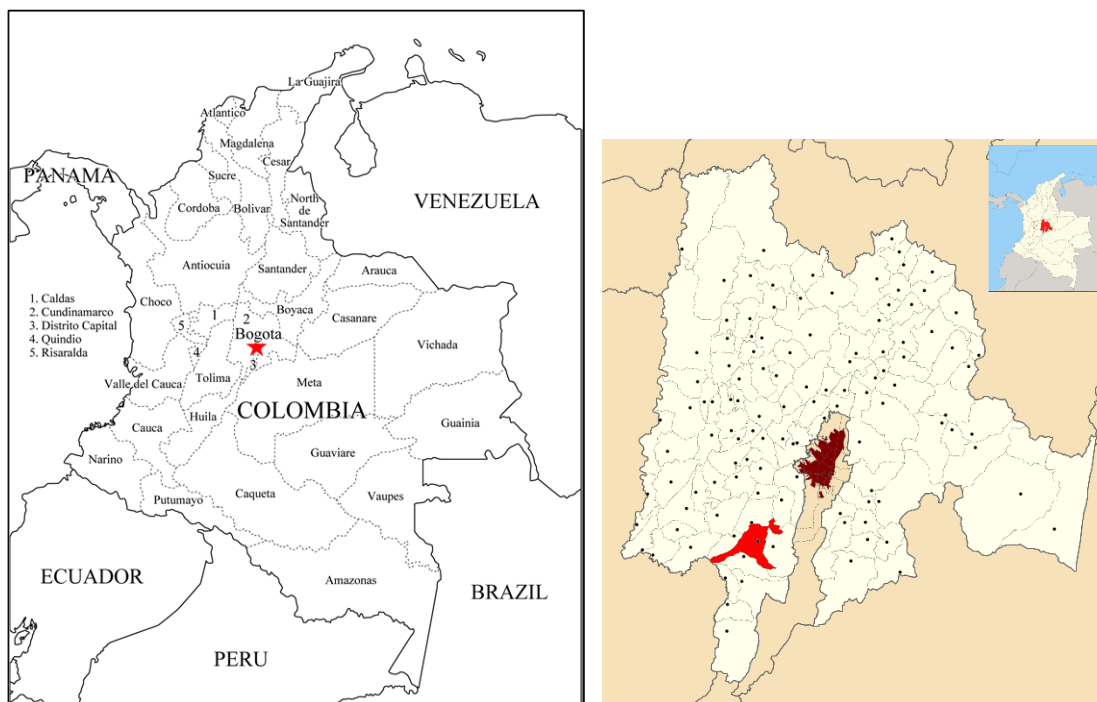 La Guajira
Atlantico
Magdalena
Cesar
PANAMA
Sucre
VENEZUELA
Cordoba
Bolivar
North
de
Santander
Antiocuia
Santander
Arauca
Choco
1. Caldas
2. Cundinamarco
3. Distrito Capital
4. Quindio
5. Risaralda
1
2
Boyaca
Casanare
5
Bogota
Vichada
4
3
Valle del Cauca
Tolima
Meta
COLOMBIA
Huila
Cauca
Guainia
Narino
Guaviare
Putumayo
Caqueta
Vaupes
ECUADOR
Amazonas
BRAZIL
PERU